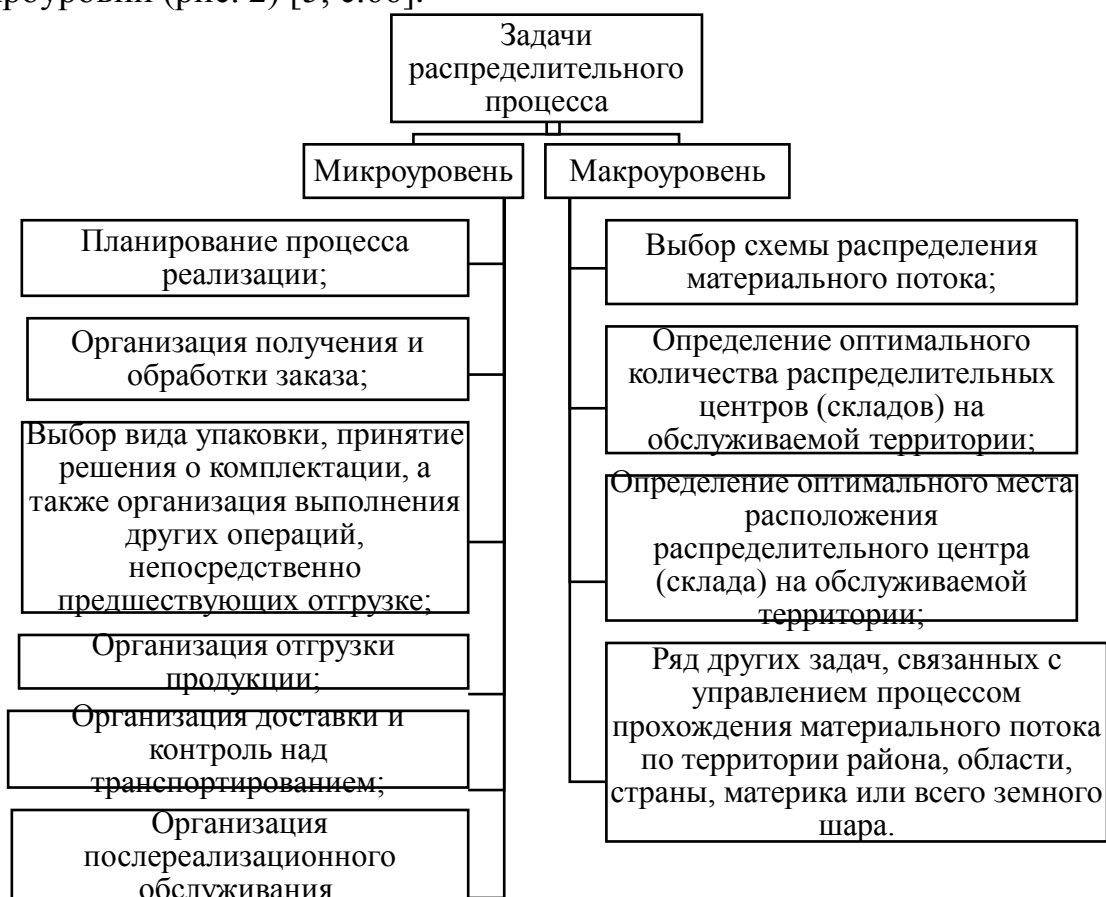 (рис. 2) [5, с.66].
Задачи
распределительного
процесса
Микроуровень
Макроуровень
Планирование процесса
реализации;
Организация получения и
обработки заказа;
Выбор вида упаковки, принятие
решения о комплектации, а
также организация выполнения
других операций,
непосредственно
предшествующих отгрузке;
Организация отгрузки
продукции;
Организация доставки и
контроль над
транспортированием;
Организация
послереализационного
обслуживания
Выбор схемы распределения
материального потока;
Определение оптимального
количества распределительных
центров (складов) на
обслуживаемой территории;
Определение оптимального места
расположения
распределительного центра
(склада) на обслуживаемой
территории;
Ряд других задач, связанных с
управлением процессом
прохождения материального потока
по территории района, области,
страны, материка или всего земного
шара.